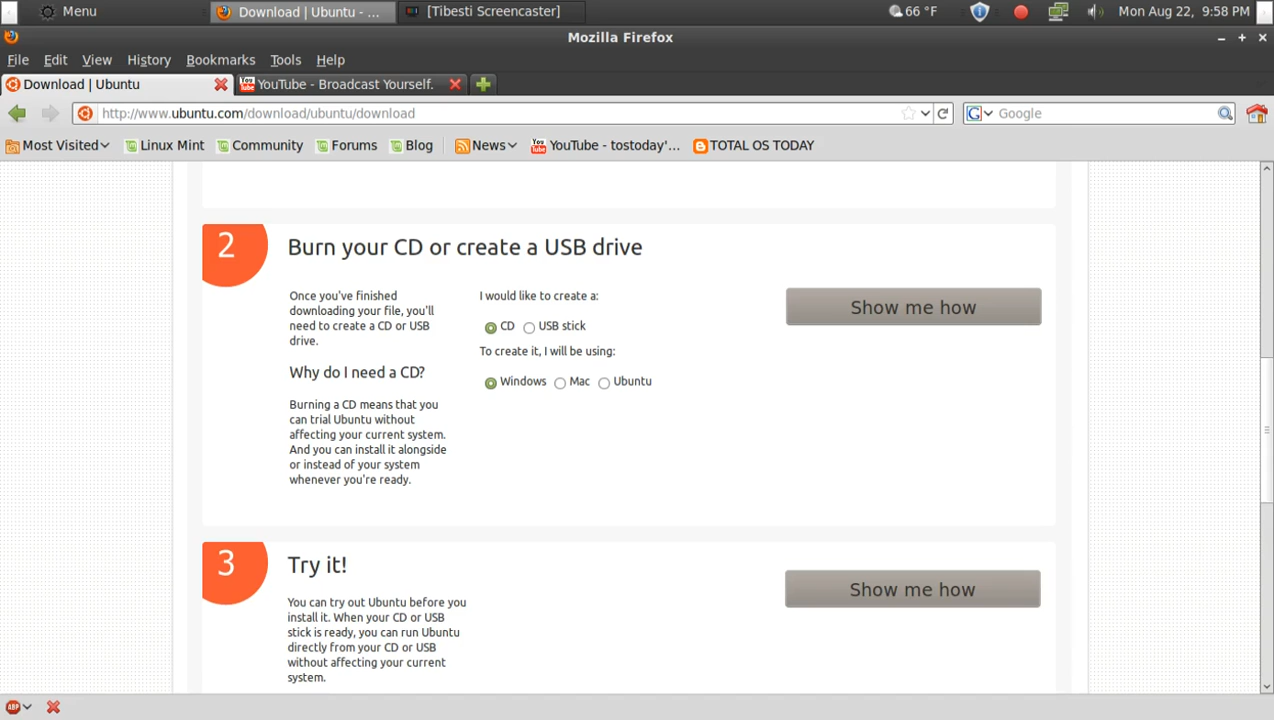 Menu
Download | Ubuntu - ...
[Tibesti Screencaster]
66 °F
Mon Aug 22, 9:58 PM
Mozilla Firefox
File Edit View History Bookmarks Tools Help
Download | Ubuntu
You Tube YouTube - Broadcast Yourself.
http://www.ubuntu.com/download/ubuntu/download
Google
Most Visited Linux Mint Community Forums Blog News YouTube - tostoday'... TOTAL OS TODAY
2
Burn your CD or create a USB drive
Once you've finished
downloading your file, you'll
need to create a CD or USB
drive.
Why do I need a CD?
Burning a CD means that you
can trial Ubuntu without
affecting your current system.
And you can install it alongside
or instead of your system
whenever you're ready.
I would like to create a:
CD USB stick
To create it, I will be using:
Windows Mac Ubuntu
Show me how
3
Try it!
You can try out Ubuntu before you
install it. When your CD or USB
stick is ready, you can run Ubuntu
directly from your CD or USB
without affecting your current
system.
Show me how
ABP